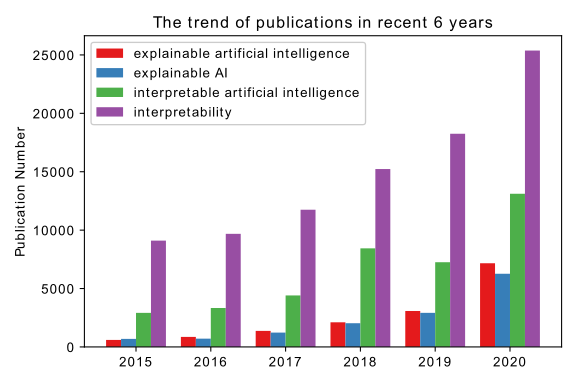 The trend of publications in recent 6 years
explainable artificial intelligence
explainable AI
interpretable artificial intelligence
interpretability
Publication Number
25000
20000
15000
10000
5000
0
2015 2016 2017 2018 2019 2020